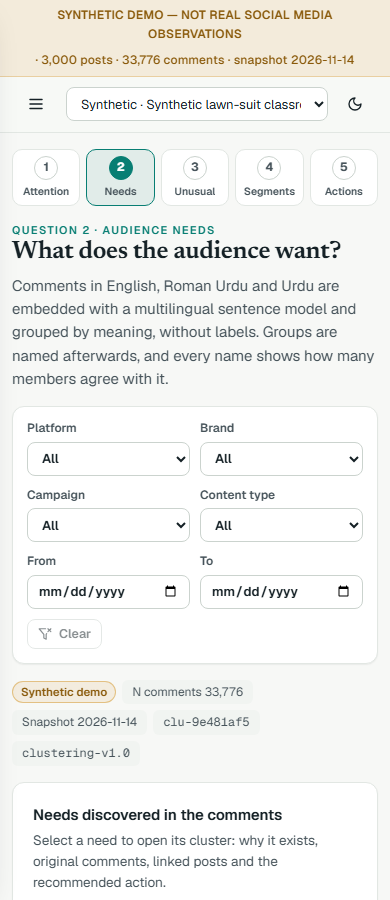 SYNTHETIC DEMO — NOT REAL SOCIAL MEDIA
OBSERVATIONS
· 3,000 posts · 33,776 comments · snapshot 2026-11-14
Synthetic · Synthetic lawn-suit
1
Attention
2
Needs
3
Unusual
4
Segments
5
Actions
QUESTION 2 · AUDIENCE NEEDS
What does the audience want?
Comments in English, Roman Urdu and Urdu are
embedded with a multilingual sentence model and
grouped by meaning, without labels. Groups are
named afterwards, and every name shows how many
members agree with it.
Platform Brand
All All
Campaign Content type
All All
From To
mm/dd/yyyy mm/dd/yyyy
Clear
Synthetic demo N comments 33,776
Snapshot 2026-11-14 clu-9e481af5
clustering-v1.0
Needs discovered in the comments
Select a need to open its cluster: why it exists,
original comments, linked posts and the
recommended action.